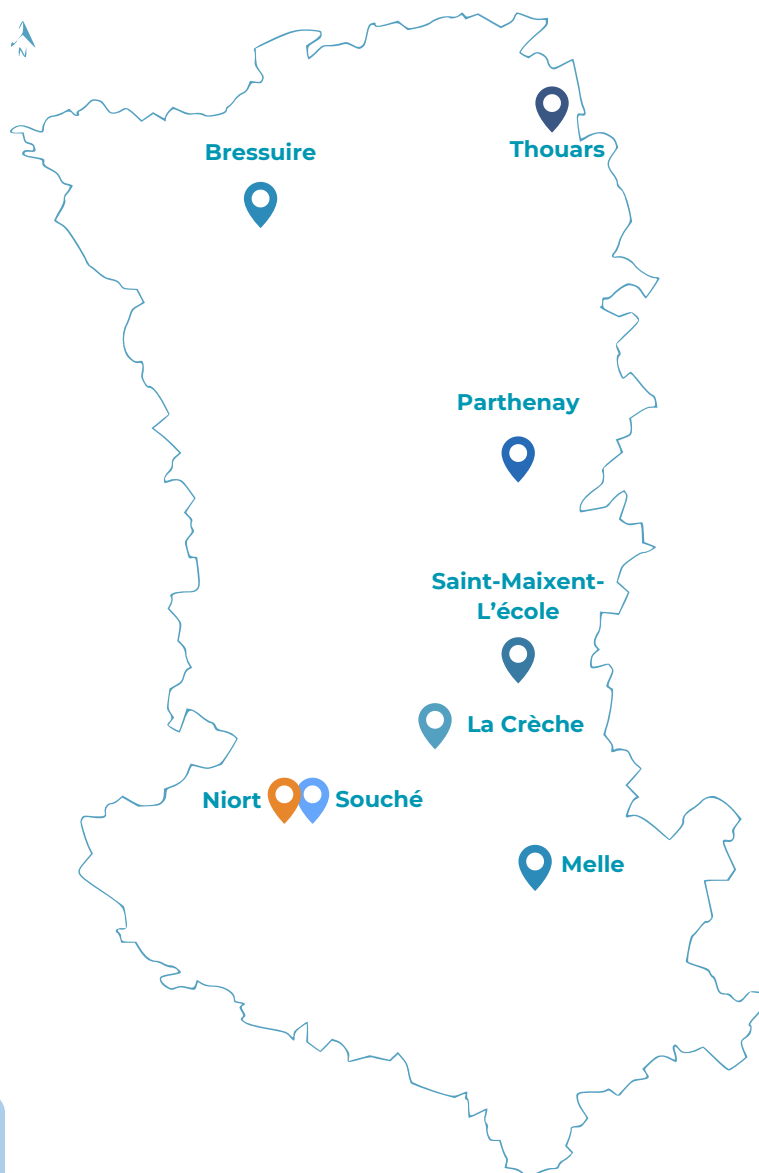 N
Bressuire
Thouars
Parthenay
Saint-Maixent-
L’école
La Crèche
Niort
Souché
Melle